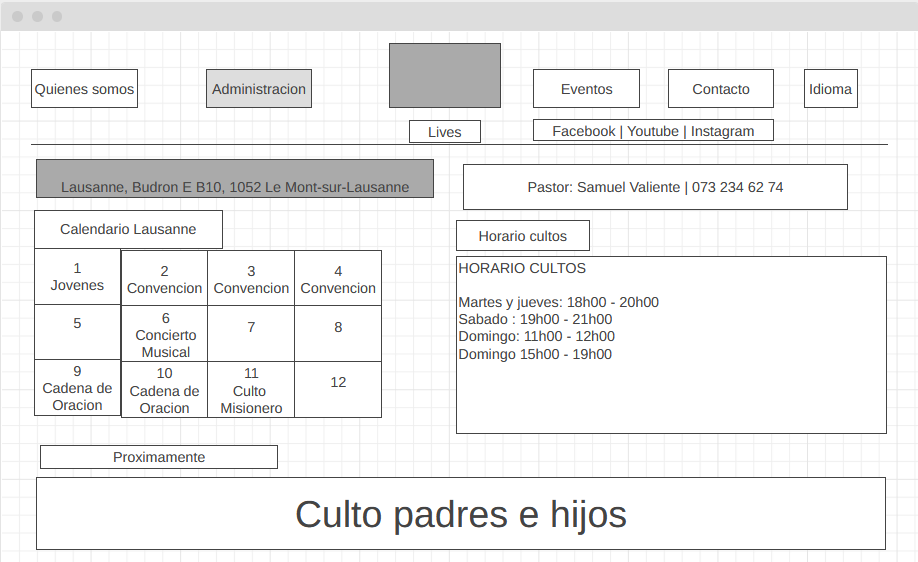 Quienes somos
Administracion
Eventos
Contacto
Idioma
Lives
Facebook | Youtube | Instagram
Lausanne, Budron E B10, 1052 Le Mont-sur-Lausanne
Pastor: Samuel Valiente | 073 234 62 74
Calendario Lausanne
1
Jovenes
2
Convencion
3
Convencion
4
Convencion
5
6
Concierto
Musical
7
8
9
Cadena de
Oracion
10
Cadena de
Oracion
11
Culto
Misionero
12
Horario cultos
HORARIO CULTOS
Martes y jueves: 18h00 - 20h00
Sabado : 19h00 - 21h00
Domingo: 11h00 - 12h00
Domingo 15h00 - 19h00
Proximamente
Culto padres e hijos